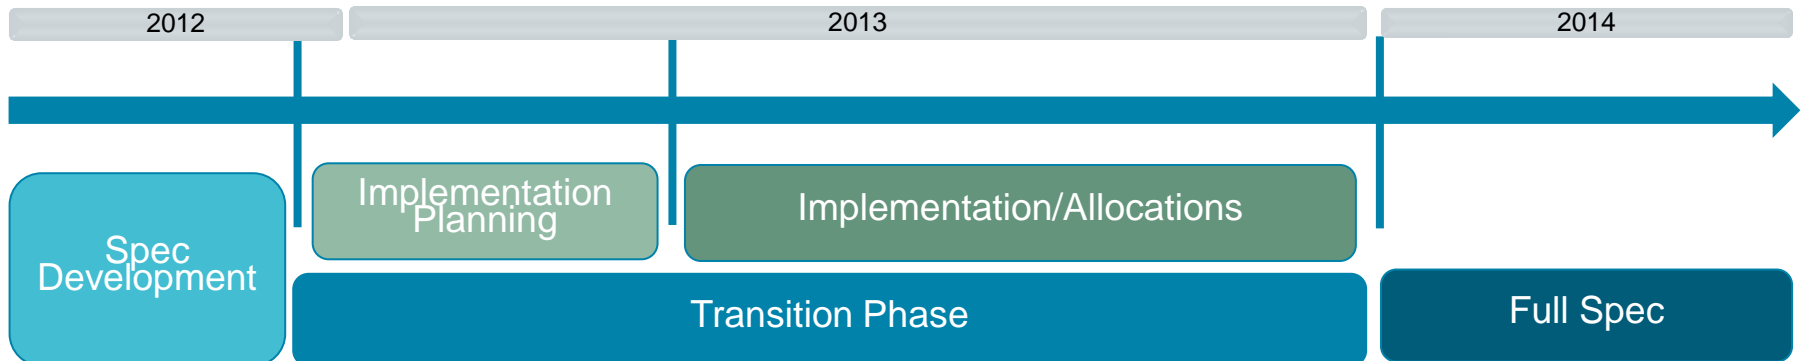 2012
2013
2014
Spec
Development
Implementation
Planning
Implementation/Allocations
Transition Phase
Full Spec